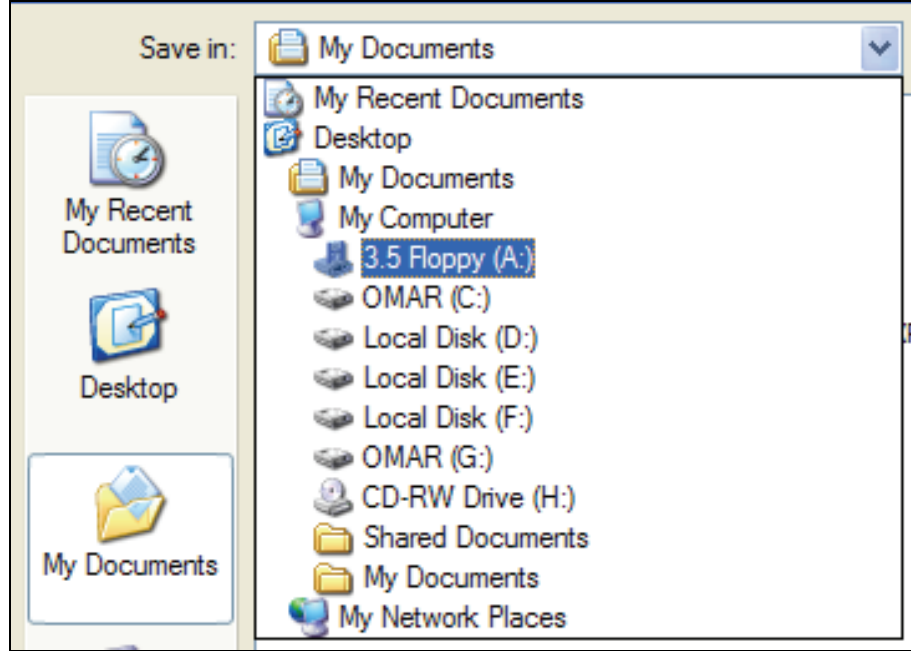 Save in:
My Documents
My Recent Documents
Desktop
My Documents
My Computer
3.5 Floppy (A:)
OMAR (C:)
Local Disk (D:)
Local Disk (E:)
Local Disk (F:)
OMAR (G:)
CD-RW Drive (H:)
Shared Documents
My Documents
My Network Places
My Recent
Documents
Desktop
My Documents